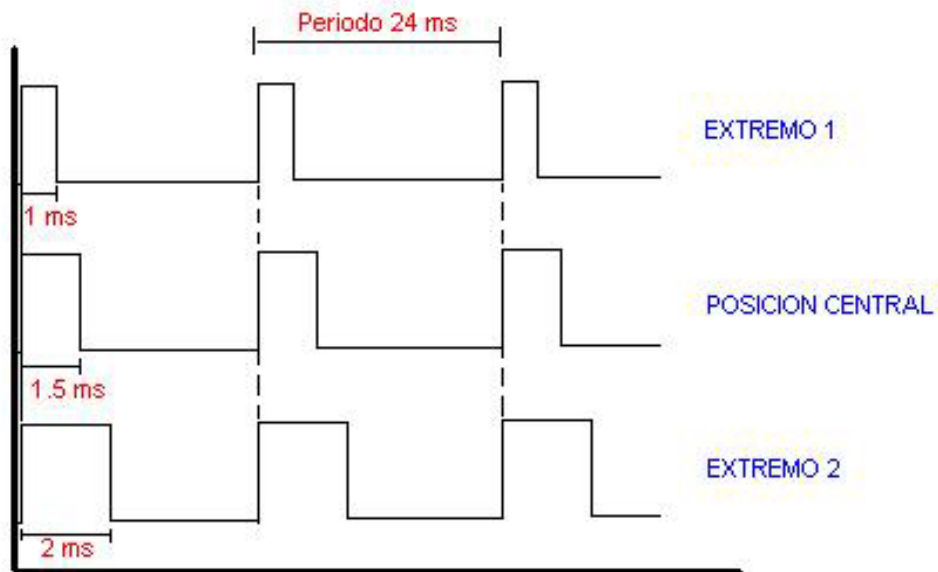 Periodo 24 ms
EXTREMO 1
1 ms
POSICION CENTRAL
1.5 ms
EXTREMO 2
2 ms